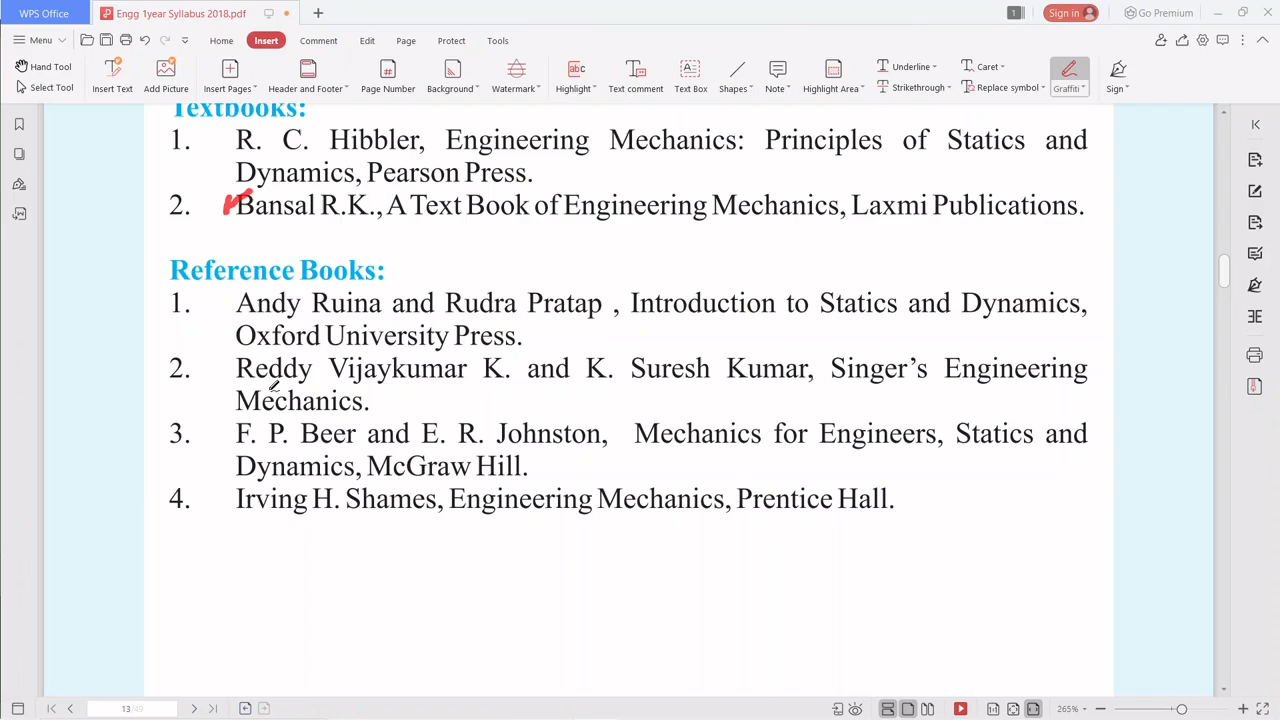 WPS Office
Engg 1year Syllabus 2018.pdf
1
Sign in
Go Premium
Menu
Home
Insert
Comment
Edit
Page
Protect
Tools
Hand Tool
Select Tool
Insert Text
Add Picture
Insert Pages
Header and Footer
Page Number
Background
Watermark
Highlight
Text comment
Text Box
Shapes
Note
Highlight Area
Underline
Strikethrough
Caret
Replace symbol
Graffiti
Sign
Textbooks:
1. R. C. Hibbler, Engineering Mechanics: Principles of Statics and
Dynamics, Pearson Press.
2. Bansal R.K., A Text Book of Engineering Mechanics, Laxmi Publications.
Reference Books:
1. Andy Ruina and Rudra Pratap , Introduction to Statics and Dynamics,
Oxford University Press.
2. Reddy Vijaykumar K. and K. Suresh Kumar, Singer’s Engineering
Mechanics.
3. F. P. Beer and E. R. Johnston, Mechanics for Engineers, Statics and
Dynamics, McGraw Hill.
4. Irving H. Shames, Engineering Mechanics, Prentice Hall.
13/49
265%